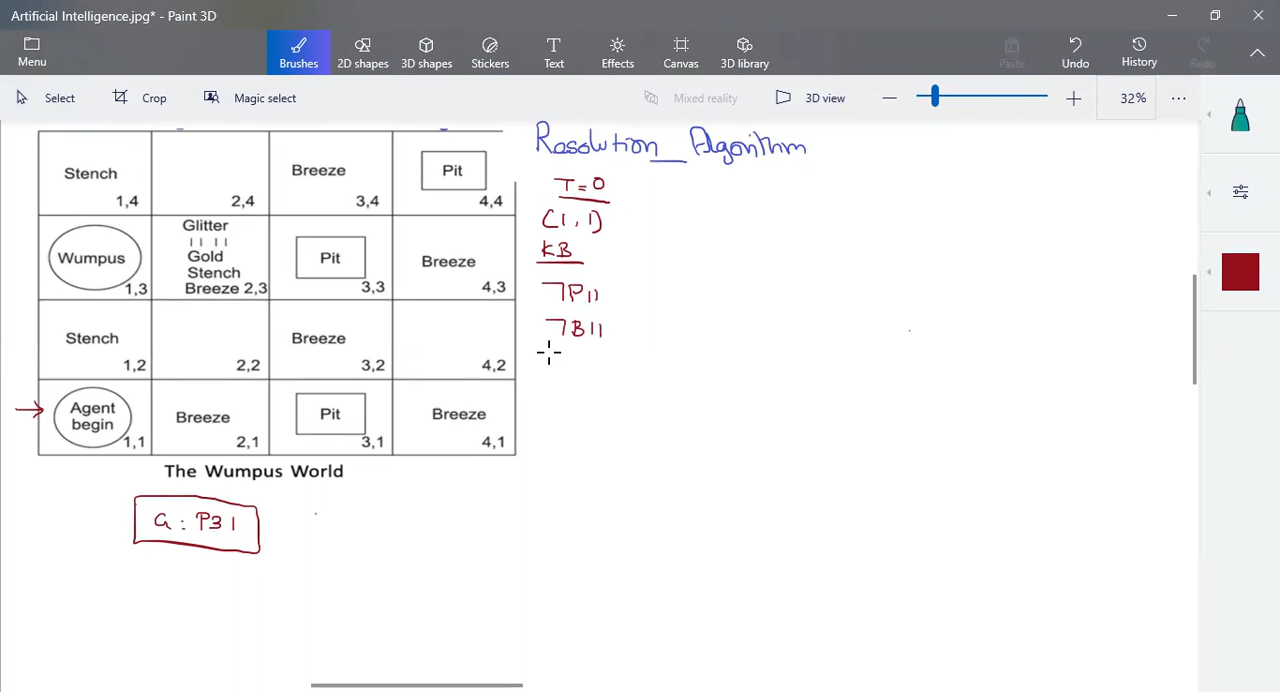 Artificial Intelligence.jpg* - Paint 3D
Menu
Brushes
2D shapes
3D shapes
Stickers
Text
Effects
Canvas
3D library
Paste
Undo
History
Redo
Select
Crop
Magic select
Mixed reality
3D view
32%
Resolution Algorithm
Stench
1,4
2,4
Breeze
3,4
Pit
4,4
Wumpus
1,3
Glitter
Gold
Stench
Breeze 2,3
Pit
3,3
Breeze
4,3
Stench
1,2
2,2
Breeze
3,2
4,2
Agent
begin
1,1
Breeze
2,1
Pit
3,1
Breeze
4,1
The Wumpus World
G : P31
T = 0
(1,1)
KB
¬P11
¬B11